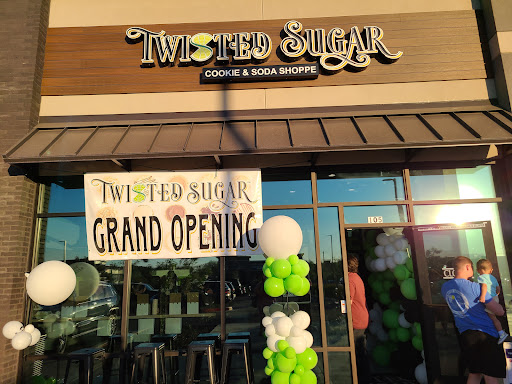 TWISTED SUGAR
COOKIE & SODA SHOPPE
TWISTED SUGAR
GRAND OPENING
105